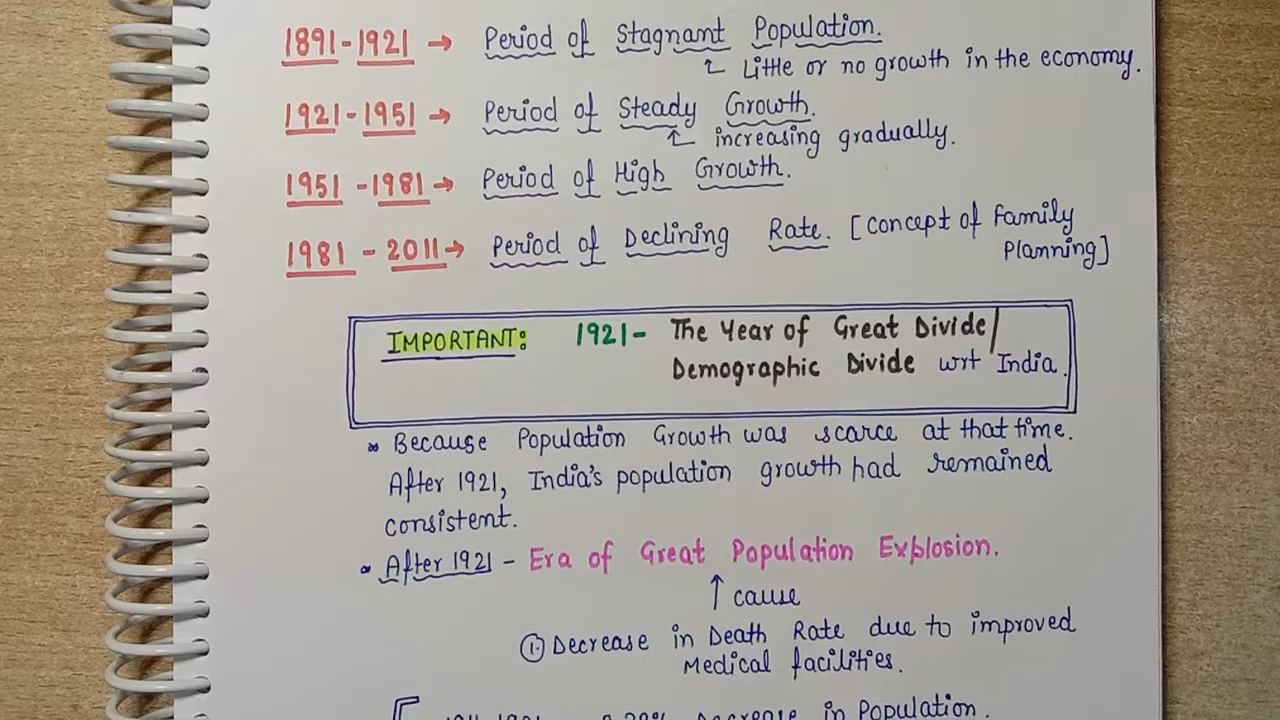 1891-1921 → Period of Stagnant Population.
Little or no growth in the economy.
1921-1951 → Period of Steady Growth.
increasing gradually.
1951-1981 → Period of High Growth.
1981-2011 → Period of Declining Rate. [concept of family
Planning]
IMPORTANT: 1921- The Year of Great Divide/
Demographic Divide wrt India.
Because Population Growth was scarce at that time.
After 1921, India's population growth had remained
consistent.
After 1921 - Era of Great Population Explosion.
↑ cause
① Decrease in Death Rate due to improved
Medical facilities.
Decrease in Population.